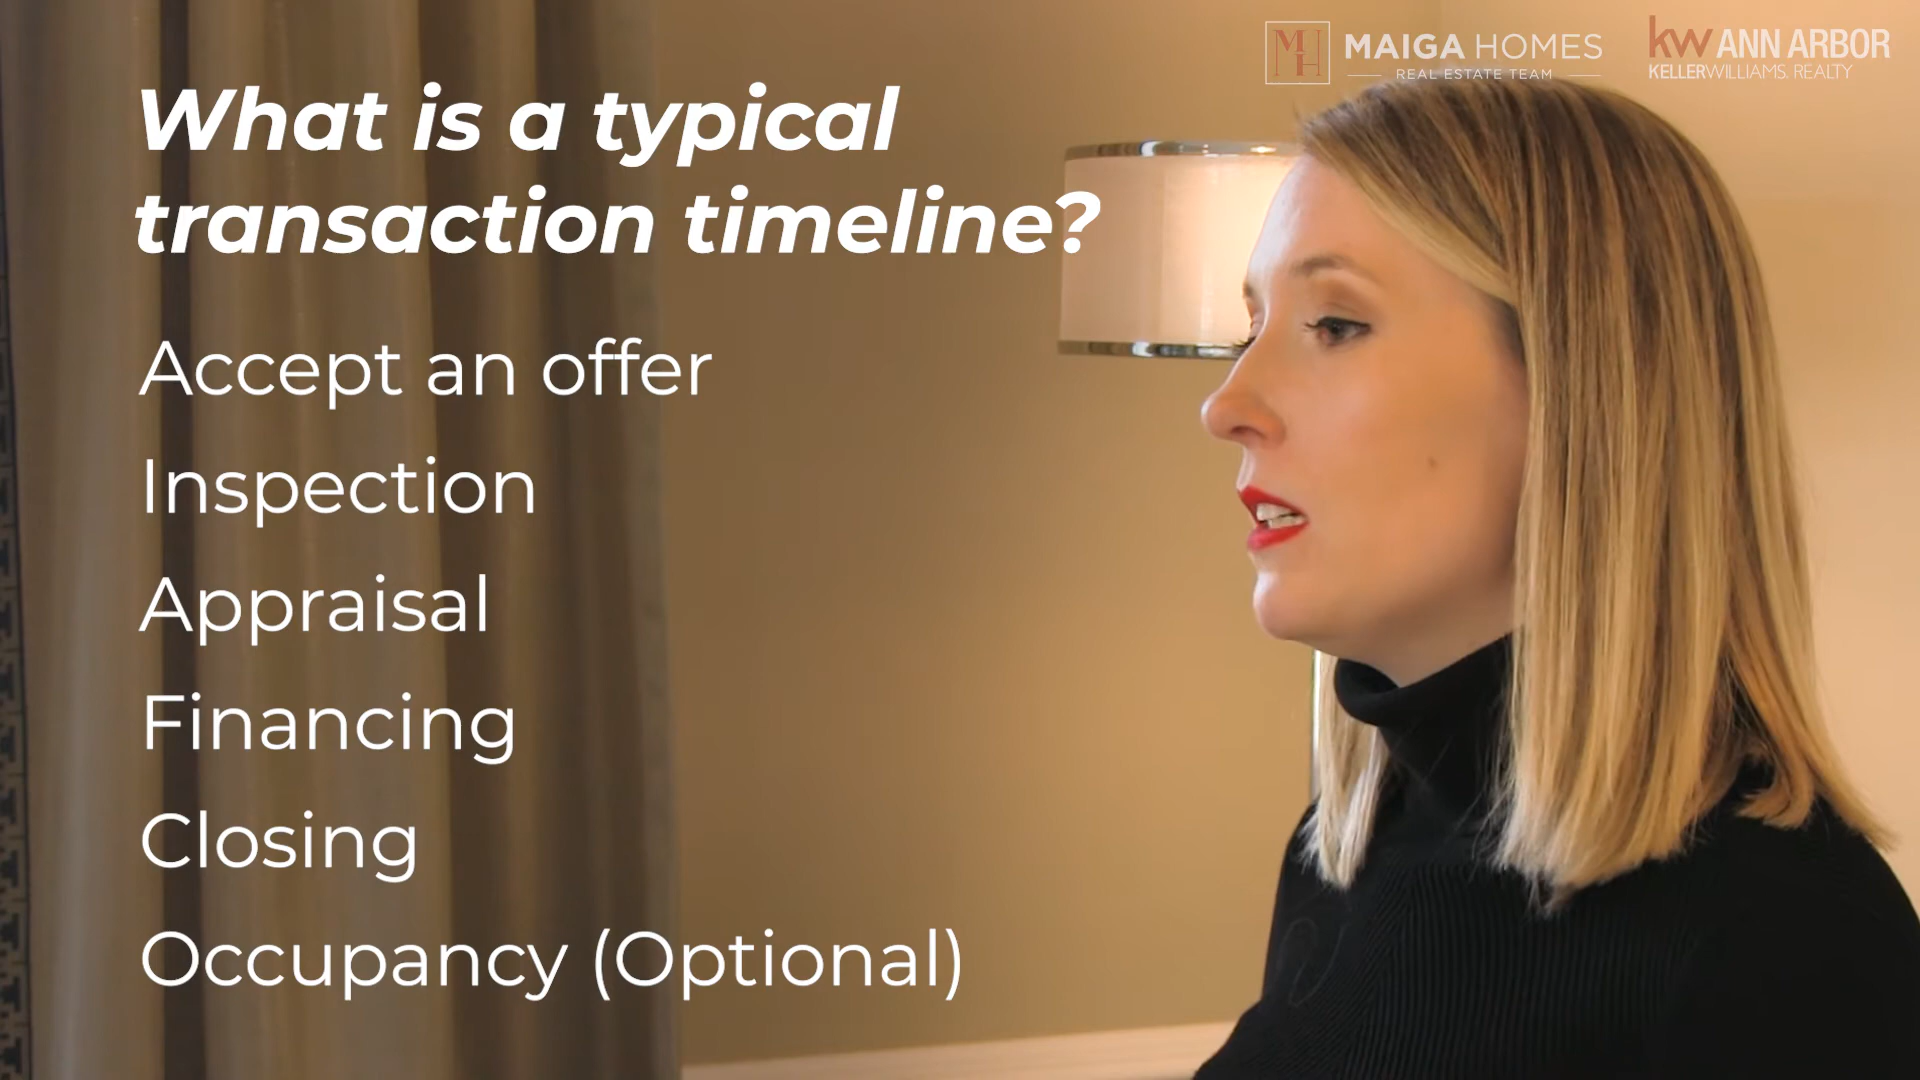 MH
MAIGA HOMES
REAL ESTATE TEAM
kw ANN ARBOR
KELLERWILLIAMS. REALTY
What is a typical
transaction timeline?
Accept an offer
Inspection
Appraisal
Financing
Closing
Occupancy (Optional)